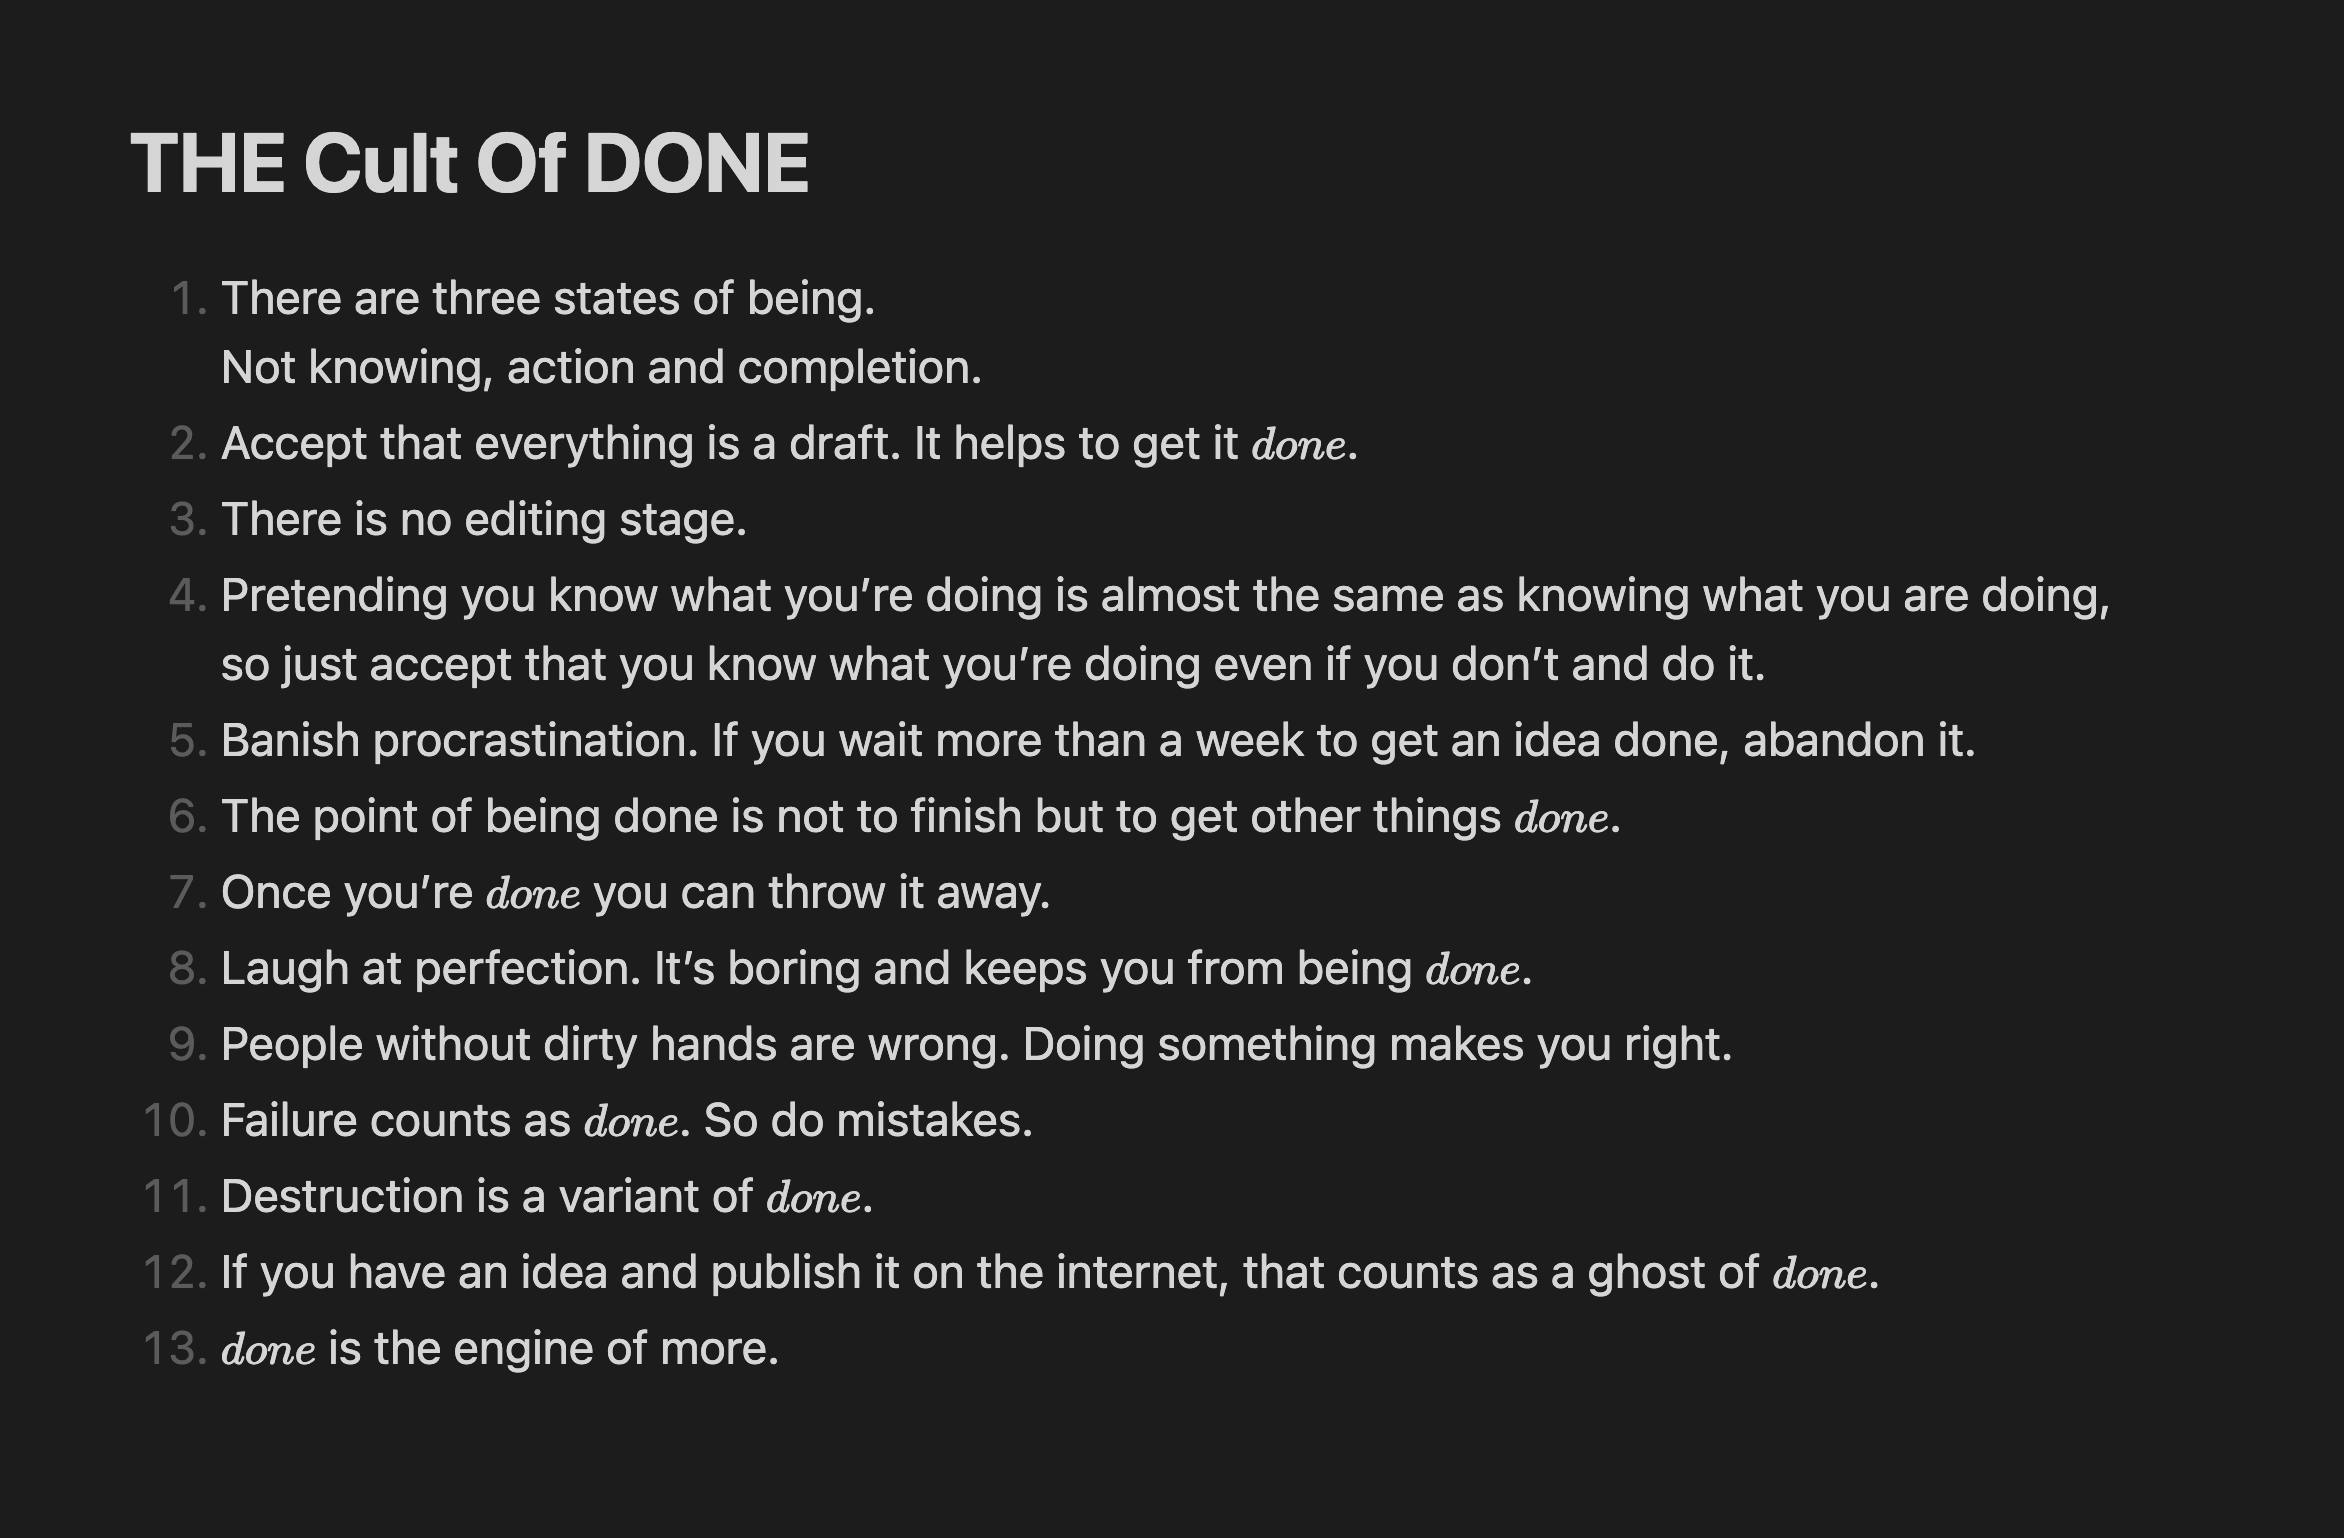 THE Cult Of DONE
1. There are three states of being.
Not knowing, action and completion.
2. Accept that everything is a draft. It helps to get it done.
3. There is no editing stage.
4. Pretending you know what you’re doing is almost the same as knowing what you are doing,
so just accept that you know what you’re doing even if you don’t and do it.
5. Banish procrastination. If you wait more than a week to get an idea done, abandon it.
6. The point of being done is not to finish but to get other things done.
7. Once you’re done you can throw it away.
8. Laugh at perfection. It’s boring and keeps you from being done.
9. People without dirty hands are wrong. Doing something makes you right.
10. Failure counts as done. So do mistakes.
11. Destruction is a variant of done.
12. If you have an idea and publish it on the internet, that counts as a ghost of done.
13. done is the engine of more.